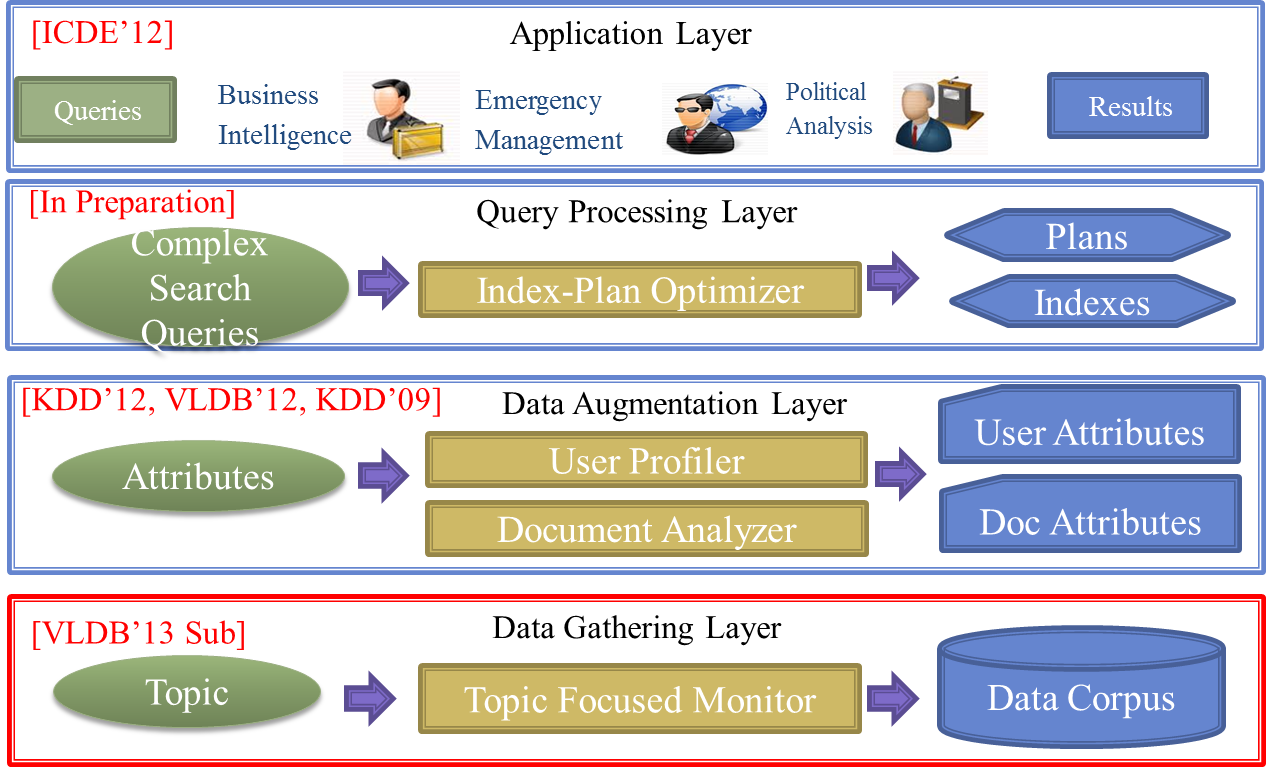 [ICDE’12]
Application Layer
Queries
Business
Intelligence
Emergency
Management
Political
Analysis
Results
[In Preparation]
Query Processing Layer
Complex
Search
Queries
Index-Plan Optimizer
Plans
Indexes
[KDD’12, VLDB’12, KDD’09]
Data Augmentation Layer
Attributes
User Profiler
Document Analyzer
User Attributes
Doc Attributes
[VLDB’13 Sub]
Data Gathering Layer
Topic
Topic Focused Monitor
Data Corpus